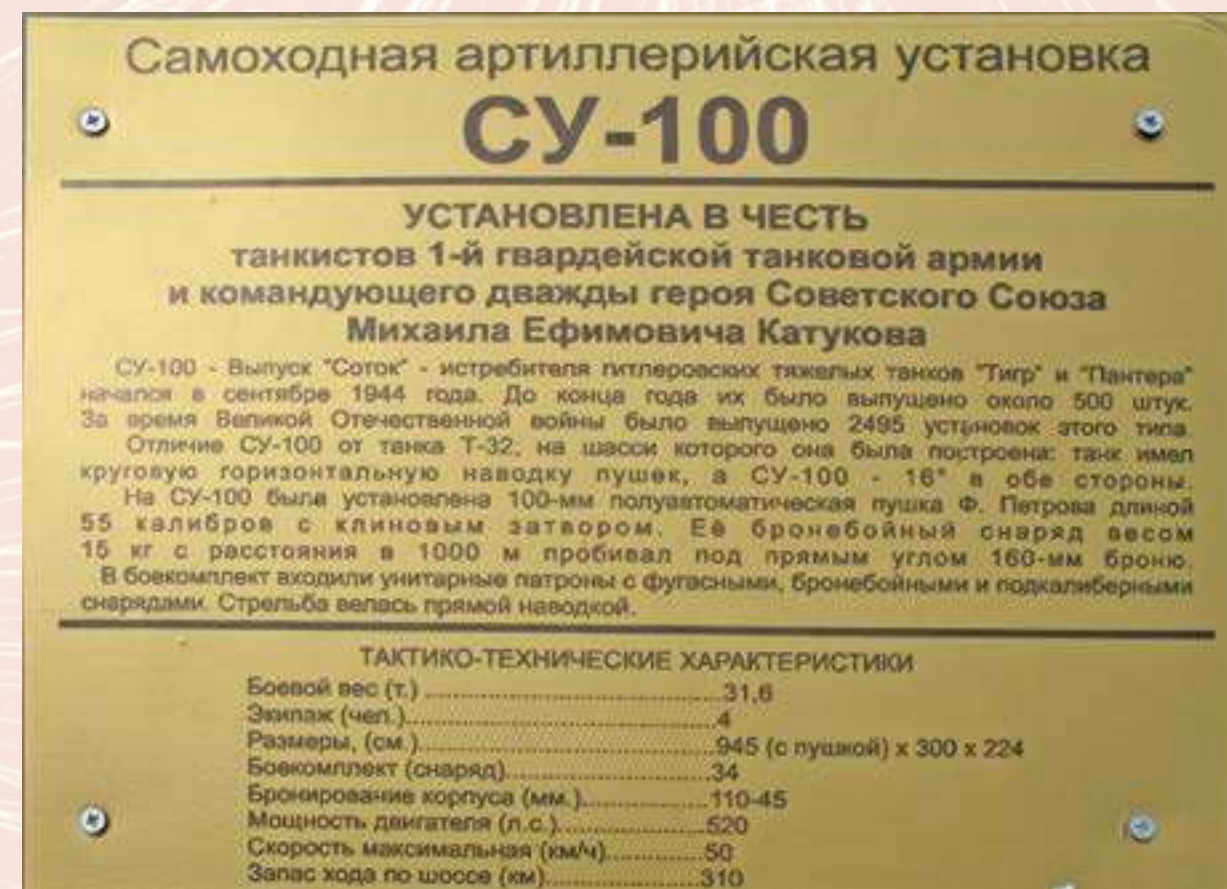 Самоходная артиллерийская установка
СУ-100
УСТАНОВЛЕНА В ЧЕСТЬ
танкистов 1-й гвардейской танковой армии
и командующего дважды героя Советского Союза
Михаила Ефимовича Катукова
СУ-100 - Выпуск "Соток" - истребителя гитлеровских тяжелых танков "Тигр" и "Пантера"
начался в сентябре 1944 года. До конца года их было выпущено около 500 штук.
За время Великой Отечественной войны было выпущено 2495 установок этого типа.
Отличие СУ-100 от танка Т-32, на шасси которого она была построена: танк имел
круговую горизонтальную наводку пушек, а СУ-100 - 16° в обе стороны.
На СУ-100 была установлена 100-мм полуавтоматическая пушка Ф. Петрова длиной
55 калибров с клиновым затвором. Её бронебойный снаряд весом
15 кг с расстояния в 1000 м пробивал под прямым углом 160-мм броню.
В боекомплект входили унитарные патроны с фугасными, бронебойными и подкалиберными
снарядами. Стрельба велась прямой наводкой.
ТАКТИКО-ТЕХНИЧЕСКИЕ ХАРАКТЕРИСТИКИ
Боевой вес (т.) 31,6
Экипаж (чел.) 4
Размеры, (см.) 945 (с пушкой) х 300 х 224
Боекомплект (снаряд) 34
Бронирование корпуса (мм.) 110-45
Мощность двигателя (л.с.) 520
Скорость максимальная (км/ч) 50
Запас хода по шоссе (км) 310